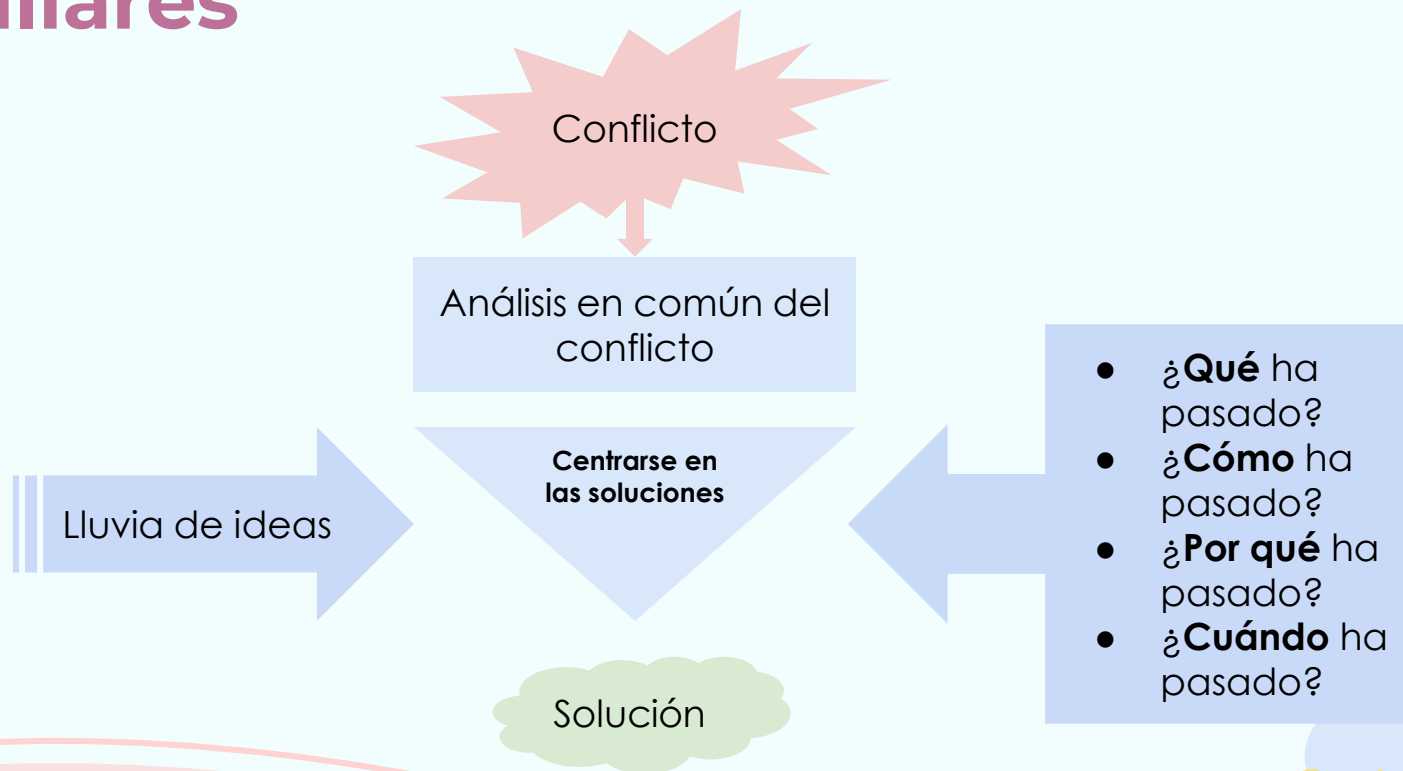 Conflicto
Análisis en común del
conflicto
Centrarse en
las soluciones
Lluvia de ideas
● ¿Qué ha
pasado?
● ¿Cómo ha
pasado?
● ¿Por qué ha
pasado?
● ¿Cuándo ha
pasado?
Solución